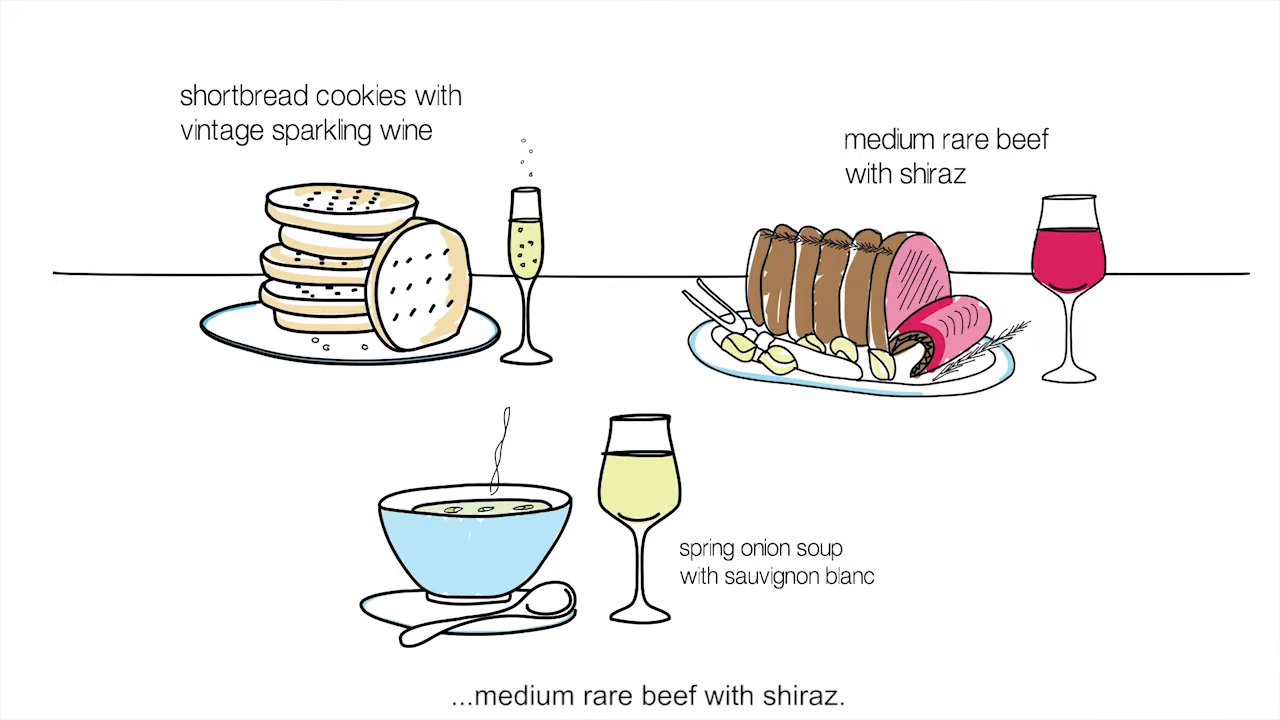 shortbread cookies with
vintage sparkling wine
medium rare beef
with shiraz
spring onion soup
with sauvignon blanc
...medium rare beef with shiraz.